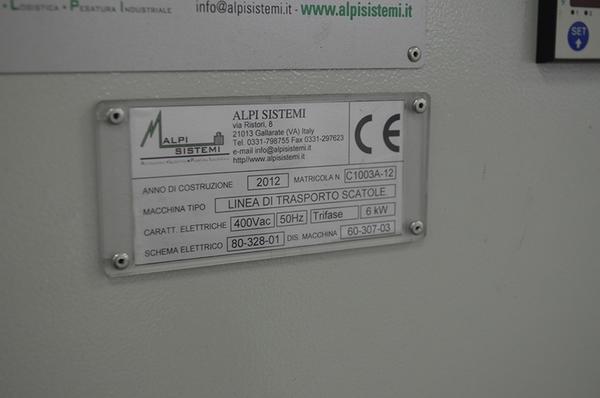 LOGISTICA • PESATURA INDUSTRIALE
info@alpisistemi.it - www.alpisistemi.it
SET
ALPI SISTEMI
ALPI SISTEMI
via Ristori, 8
21013 Gallarate (VA) Italy
Tel. 0331-798755 Fax 0331-297623
e-mail info@alpisistemi.it
http//www.alpisistemi.it
CE
ANNO DI COSTRUZIONE 2012 MATRICOLA N. C1003A-12
MACCHINA TIPO LINEA DI TRASPORTO SCATOLE.
CARATT. ELETTRICHE 400Vac 50Hz Trifase 6 kW
SCHEMA ELETTRICO 80-328-01 DIS. MACCHINA 60-307-03